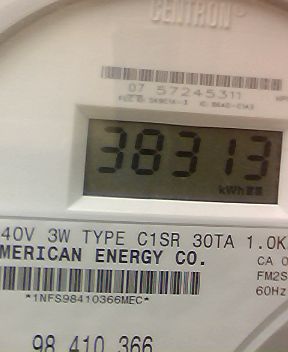 CENTRON®
07 57245311
38313
kWh
40V 3W TYPE C1SR 30TA 1.0K
MERICAN ENERGY CO.
CA 0
FM2S
*1NFS98410366MEC*
60Hz
98 410 366